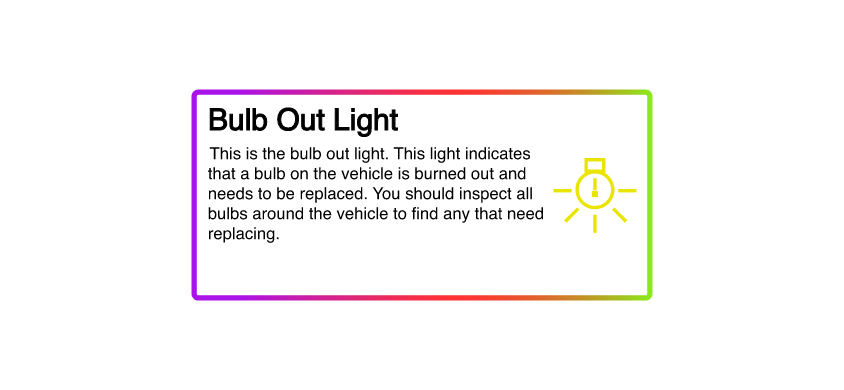 Bulb Out Light
This is the bulb out light. This light indicates
that a bulb on the vehicle is burned out and
needs to be replaced. You should inspect all
bulbs around the vehicle to find any that need
replacing.
!